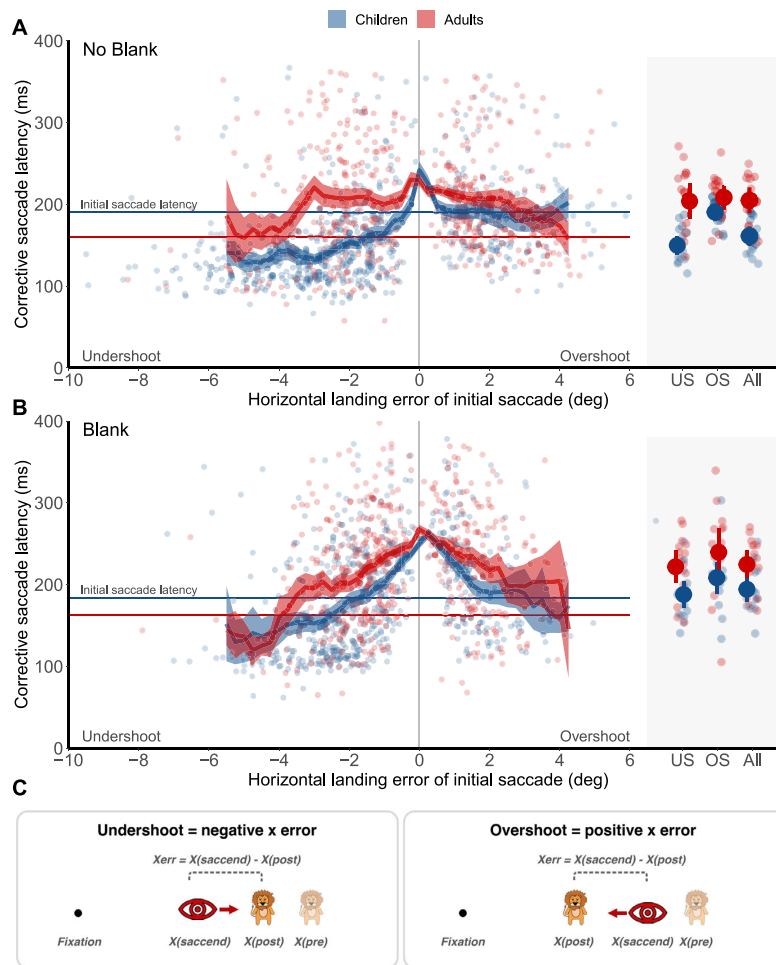 Children Adults
A
No Blank
Corrective saccade latency (ms)
400
300
200
100
0
Initial saccade latency
Undershoot
Overshoot
−10 −8 −6 −4 −2 0 2 4 6 US OS All
Horizontal landing error of initial saccade (deg)
B
Blank
Corrective saccade latency (ms)
400
300
200
100
0
Initial saccade latency
Undershoot
Overshoot
−10 −8 −6 −4 −2 0 2 4 6 US OS All
Horizontal landing error of initial saccade (deg)
C
Undershoot = negative x error
Xerr = X(saccend) - X(post)
Fixation X(saccend) X(post) X(pre)
Overshoot = positive x error
Xerr = X(saccend) - X(post)
Fixation X(post) X(saccend) X(pre)